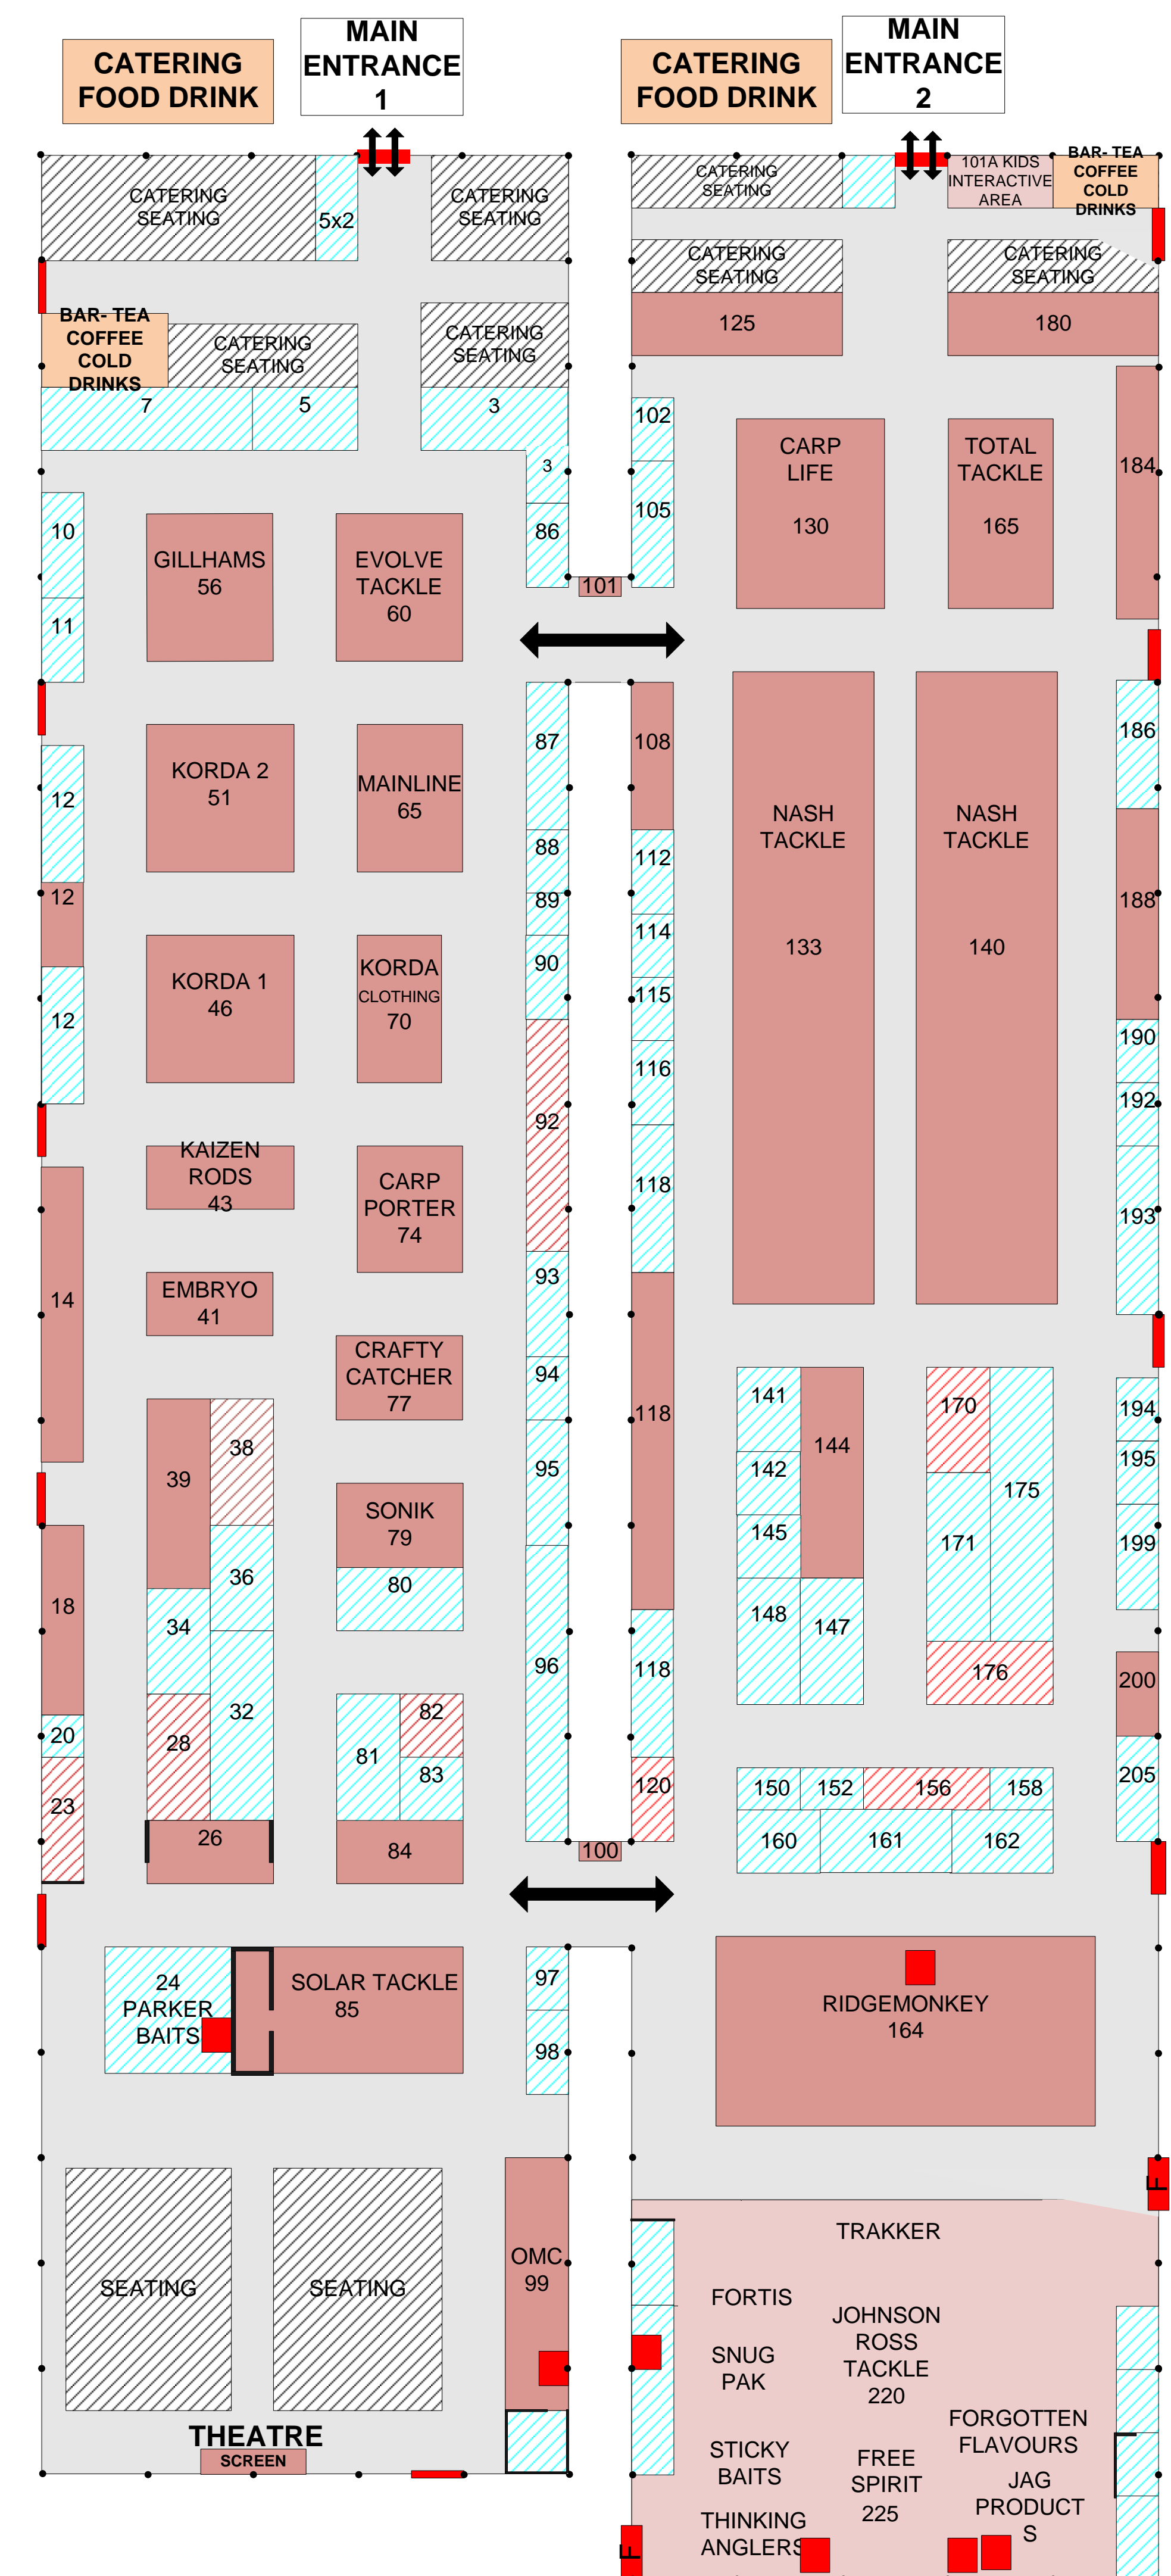 CATERING
FOOD DRINK
MAIN
ENTRANCE
1
CATERING
FOOD DRINK
MAIN
ENTRANCE
2
CATERING
SEATING
5x2
CATERING
SEATING
CATERING
SEATING
101A KIDS
INTERACTIVE
AREA
BAR- TEA
COFFEE
COLD
DRINKS
CATERING
SEATING
CATERING
SEATING
125
180
BAR- TEA
COFFEE
COLD
DRINKS
CATERING
SEATING
CATERING
SEATING
7
5
3
3
86
102
105
101
CARP
LIFE
130
TOTAL
TACKLE
165
184
10
11
GILLHAMS
56
EVOLVE
TACKLE
60
12
12
12
KORDA 2
51
MAINLINE
65
KORDA 1
46
KORDA
CLOTHING
70
87
88
89
90
92
93
94
95
96
108
112
114
115
116
118
118
118
120
100
NASH
TACKLE
133
NASH
TACKLE
140
186
188
190
192
193
KAIZEN
RODS
43
CARP
PORTER
74
14
EMBRYO
41
CRAFTY
CATCHER
77
39
38
36
34
32
28
26
SONIK
79
80
81
82
83
84
18
20
23
141
142
145
148
144
147
170
171
175
176
194
195
199
200
205
150
152
156
158
160
161
162
24
PARKER
BAITS
SOLAR TACKLE
85
97
98
RIDGEMONKEY
164
F
SEATING
SEATING
OMC
99
THEATRE
SCREEN
TRAKKER
FORTIS
SNUG
PAK
JOHNSON
ROSS
TACKLE
220
FORGOTTEN
FLAVOURS
STICKY
BAITS
FREE
SPIRIT
225
JAG
PRODUCT
S
THINKING
ANGLERS
F